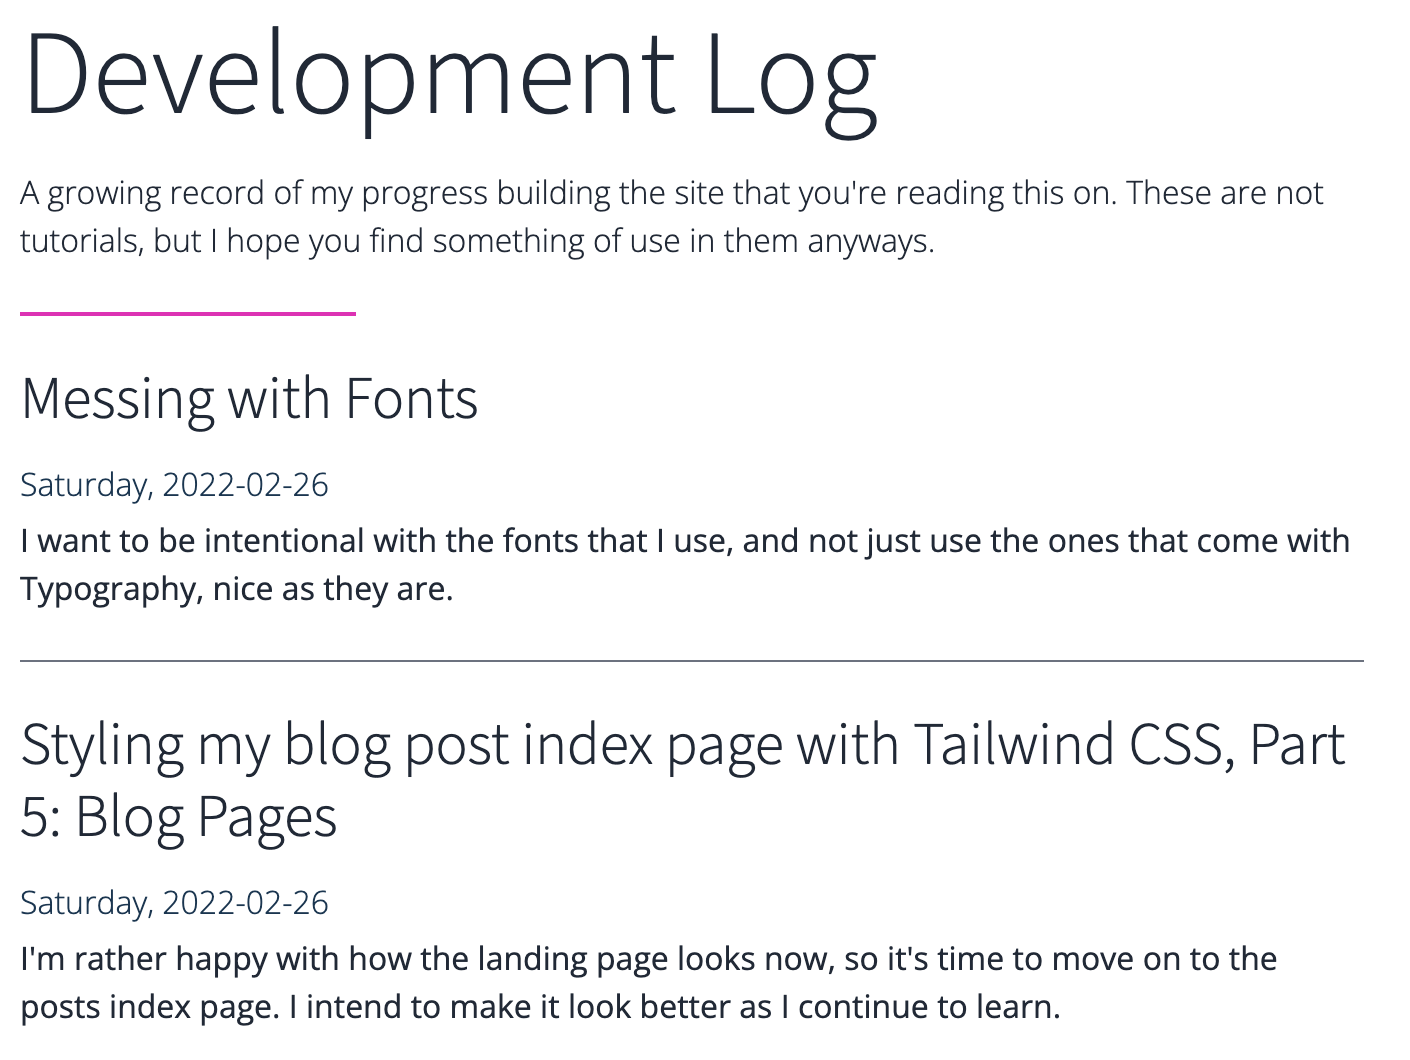 Development Log
A growing record of my progress building the site that you're reading this on. These are not
tutorials, but I hope you find something of use in them anyways.
Messing with Fonts
Saturday, 2022-02-26
I want to be intentional with the fonts that I use, and not just use the ones that come with
Typography, nice as they are.
Styling my blog post index page with Tailwind CSS, Part
5: Blog Pages
Saturday, 2022-02-26
I'm rather happy with how the landing page looks now, so it's time to move on to the
posts index page. I intend to make it look better as I continue to learn.